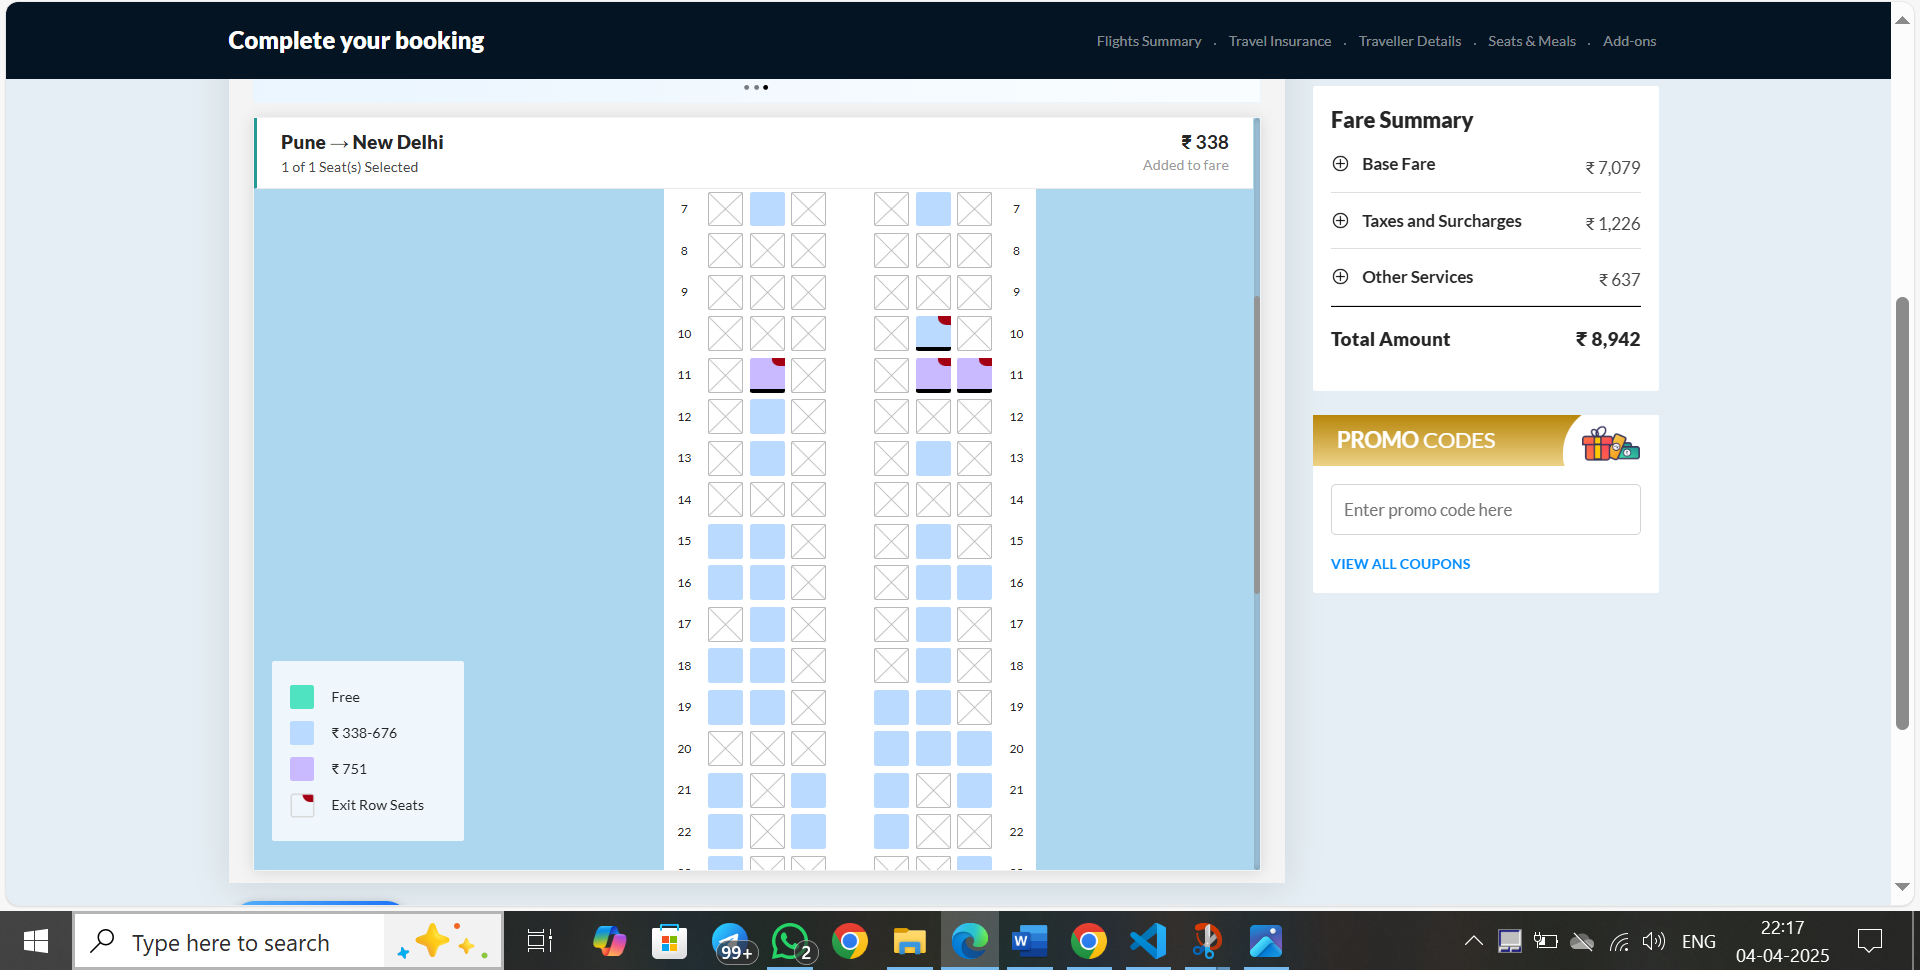 Complete your booking
Flights Summary . Travel Insurance . Traveller Details . Seats & Meals . Add-ons
Pune → New Delhi
₹ 338
1 of 1 Seat(s) Selected
Added to fare
7 7
8 8
9 9
10 10
11 11
12 12
13 13
14 14
15 15
16 16
17 17
18 18
19 19
20 20
21 21
22 22
Free
₹ 338-676
₹ 751
Exit Row Seats
Fare Summary
Base Fare ₹ 7,079
Taxes and Surcharges ₹ 1,226
Other Services ₹ 637
Total Amount ₹ 8,942
PROMO CODES
Enter promo code here
VIEW ALL COUPONS
Type here to search
99+
2
W
ENG
22:17
04-04-2025